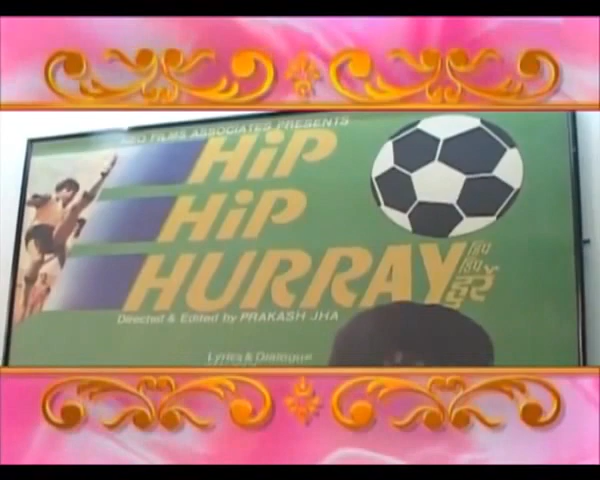 FILMS ASSOCIATES PRESENTS
HiP
HiP
HURRAY
हिप
हिप
हुर्रे
Directed & Edited by PRAKASH JHA
Lyrics & Dialogue